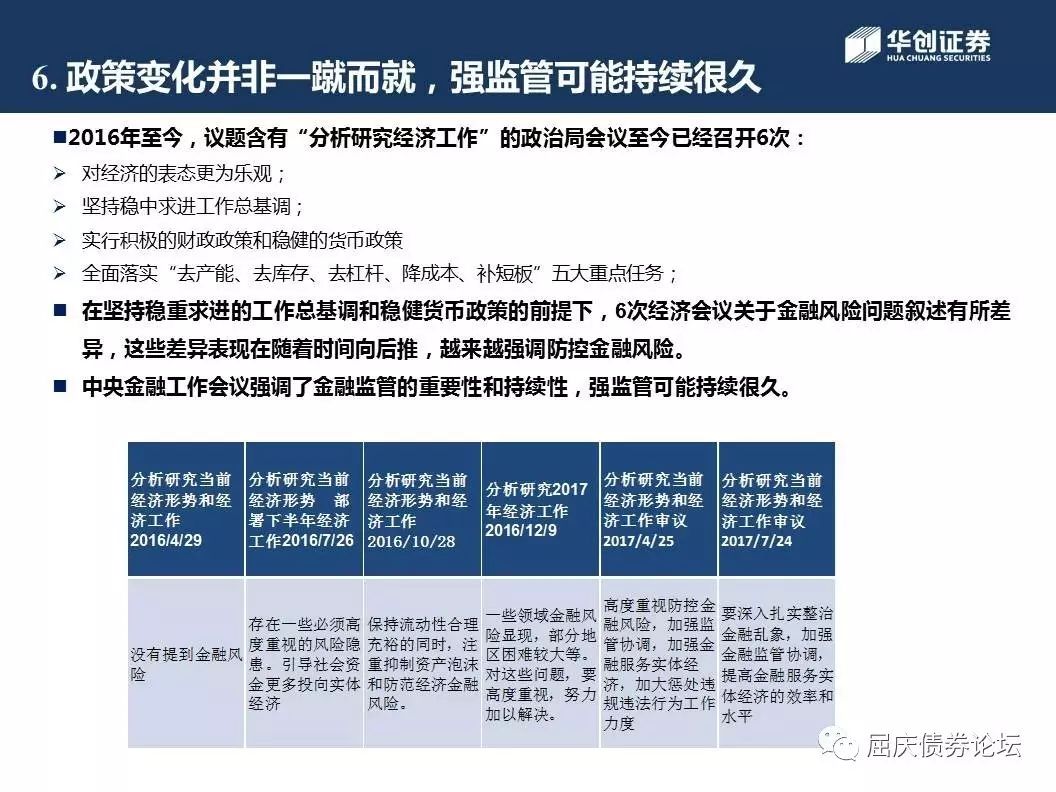 华创证券
HUA CHUANG SECURITIES
6. 政策变化并非一蹴而就，强监管可能持续很久
■2016年至今，议题含有“分析研究经济工作”的政治局会议至今已经召开6次：
➢ 对经济的表态更为乐观；
➢ 坚持稳中求进工作总基调；
➢ 实行积极的财政政策和稳健的货币政策
➢ 全面落实“去产能、去库存、去杠杆、降成本、补短板”五大重点任务；
■ 在坚持稳重求进的工作总基调和稳健货币政策的前提下，6次经济会议关于金融风险问题叙述有所差
异，这些差异表现在随着时间向后推，越来越强调防控金融风险。
■ 中央金融工作会议强调了金融监管的重要性和持续性，强监管可能持续很久。
分析研究当前
经济形势和经
济工作
2016/4/29
分析研究当前
经济形势 部
署下半年经济
工作2016/7/26
分析研究当前
经济形势和经
济工作
2016/10/28
分析研究2017
年经济工作
2016/12/9
分析研究当前
经济形势和经
济工作审议
2017/4/25
分析研究当前
经济形势和经
济工作审议
2017/7/24
没有提到金融风
险
存在一些必须高
度重视的风险隐
患。引导社会资
金更多投向实体
经济
保持流动性合理
充裕的同时，注
重抑制资产泡沫
和防范经济金融
风险。
一些领域金融风
险显现，部分地
区困难较大等。
对这些问题，要
高度重视，努力
加以解决。
高度重视防控金
融风险，加强监
管协调，加强金
融服务实体经
济，加大惩处违
规违法行为工作
力度
要深入扎实整治
金融乱象，加强
金融监管协调，
提高金融服务实
体经济的效率和
水平
屈庆债券论坛